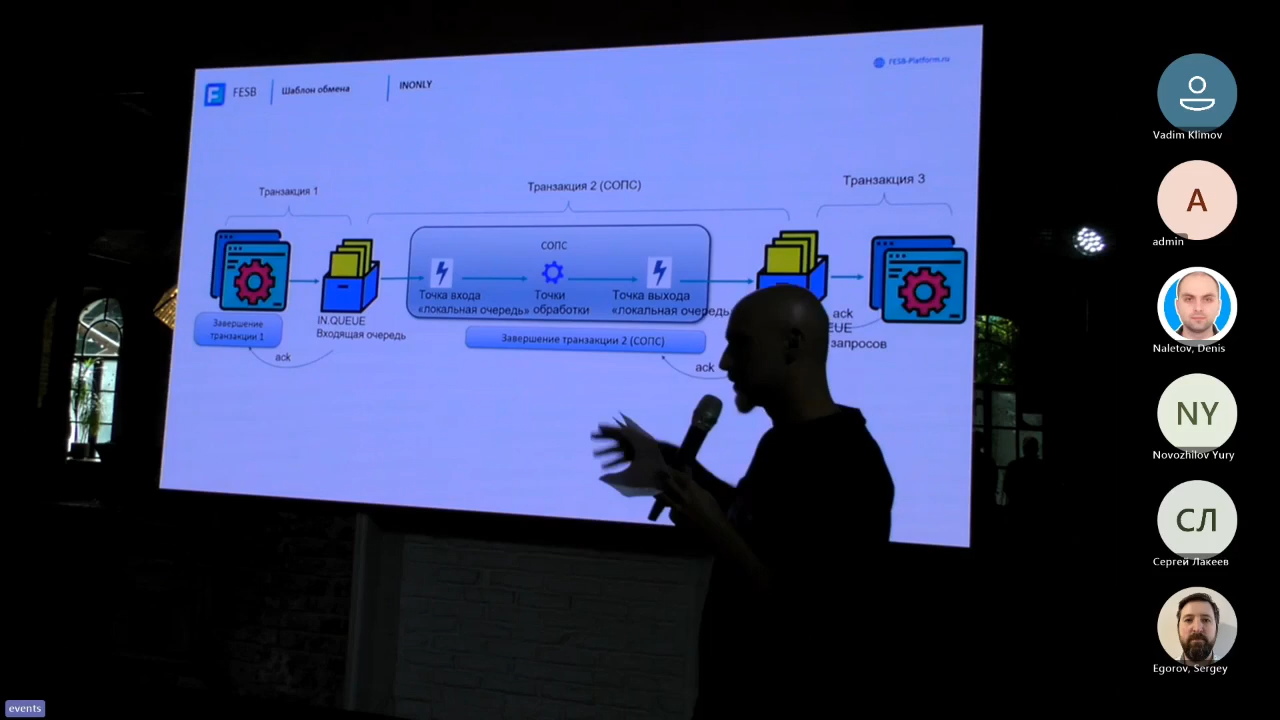 FESB
Шаблон обмена
INONLY
FESB-Platform.ru
Транзакция 1
Транзакция 2 (СОПС)
Транзакция 3
СОПС
Точка входа
«локальная очередь»
Точки
обработки
Точка выхода
«локальная очередь»
Завершение
транзакции 1
IN.QUEUE
Входящая очередь
ack
Завершение транзакции 2 (СОПС)
ack
ack
запросов
Vadim Klimov
A
admin
Naletov, Denis
NY
Novozhilov Yury
СЛ
Сергей Лакеев
Egorov, Sergey
events